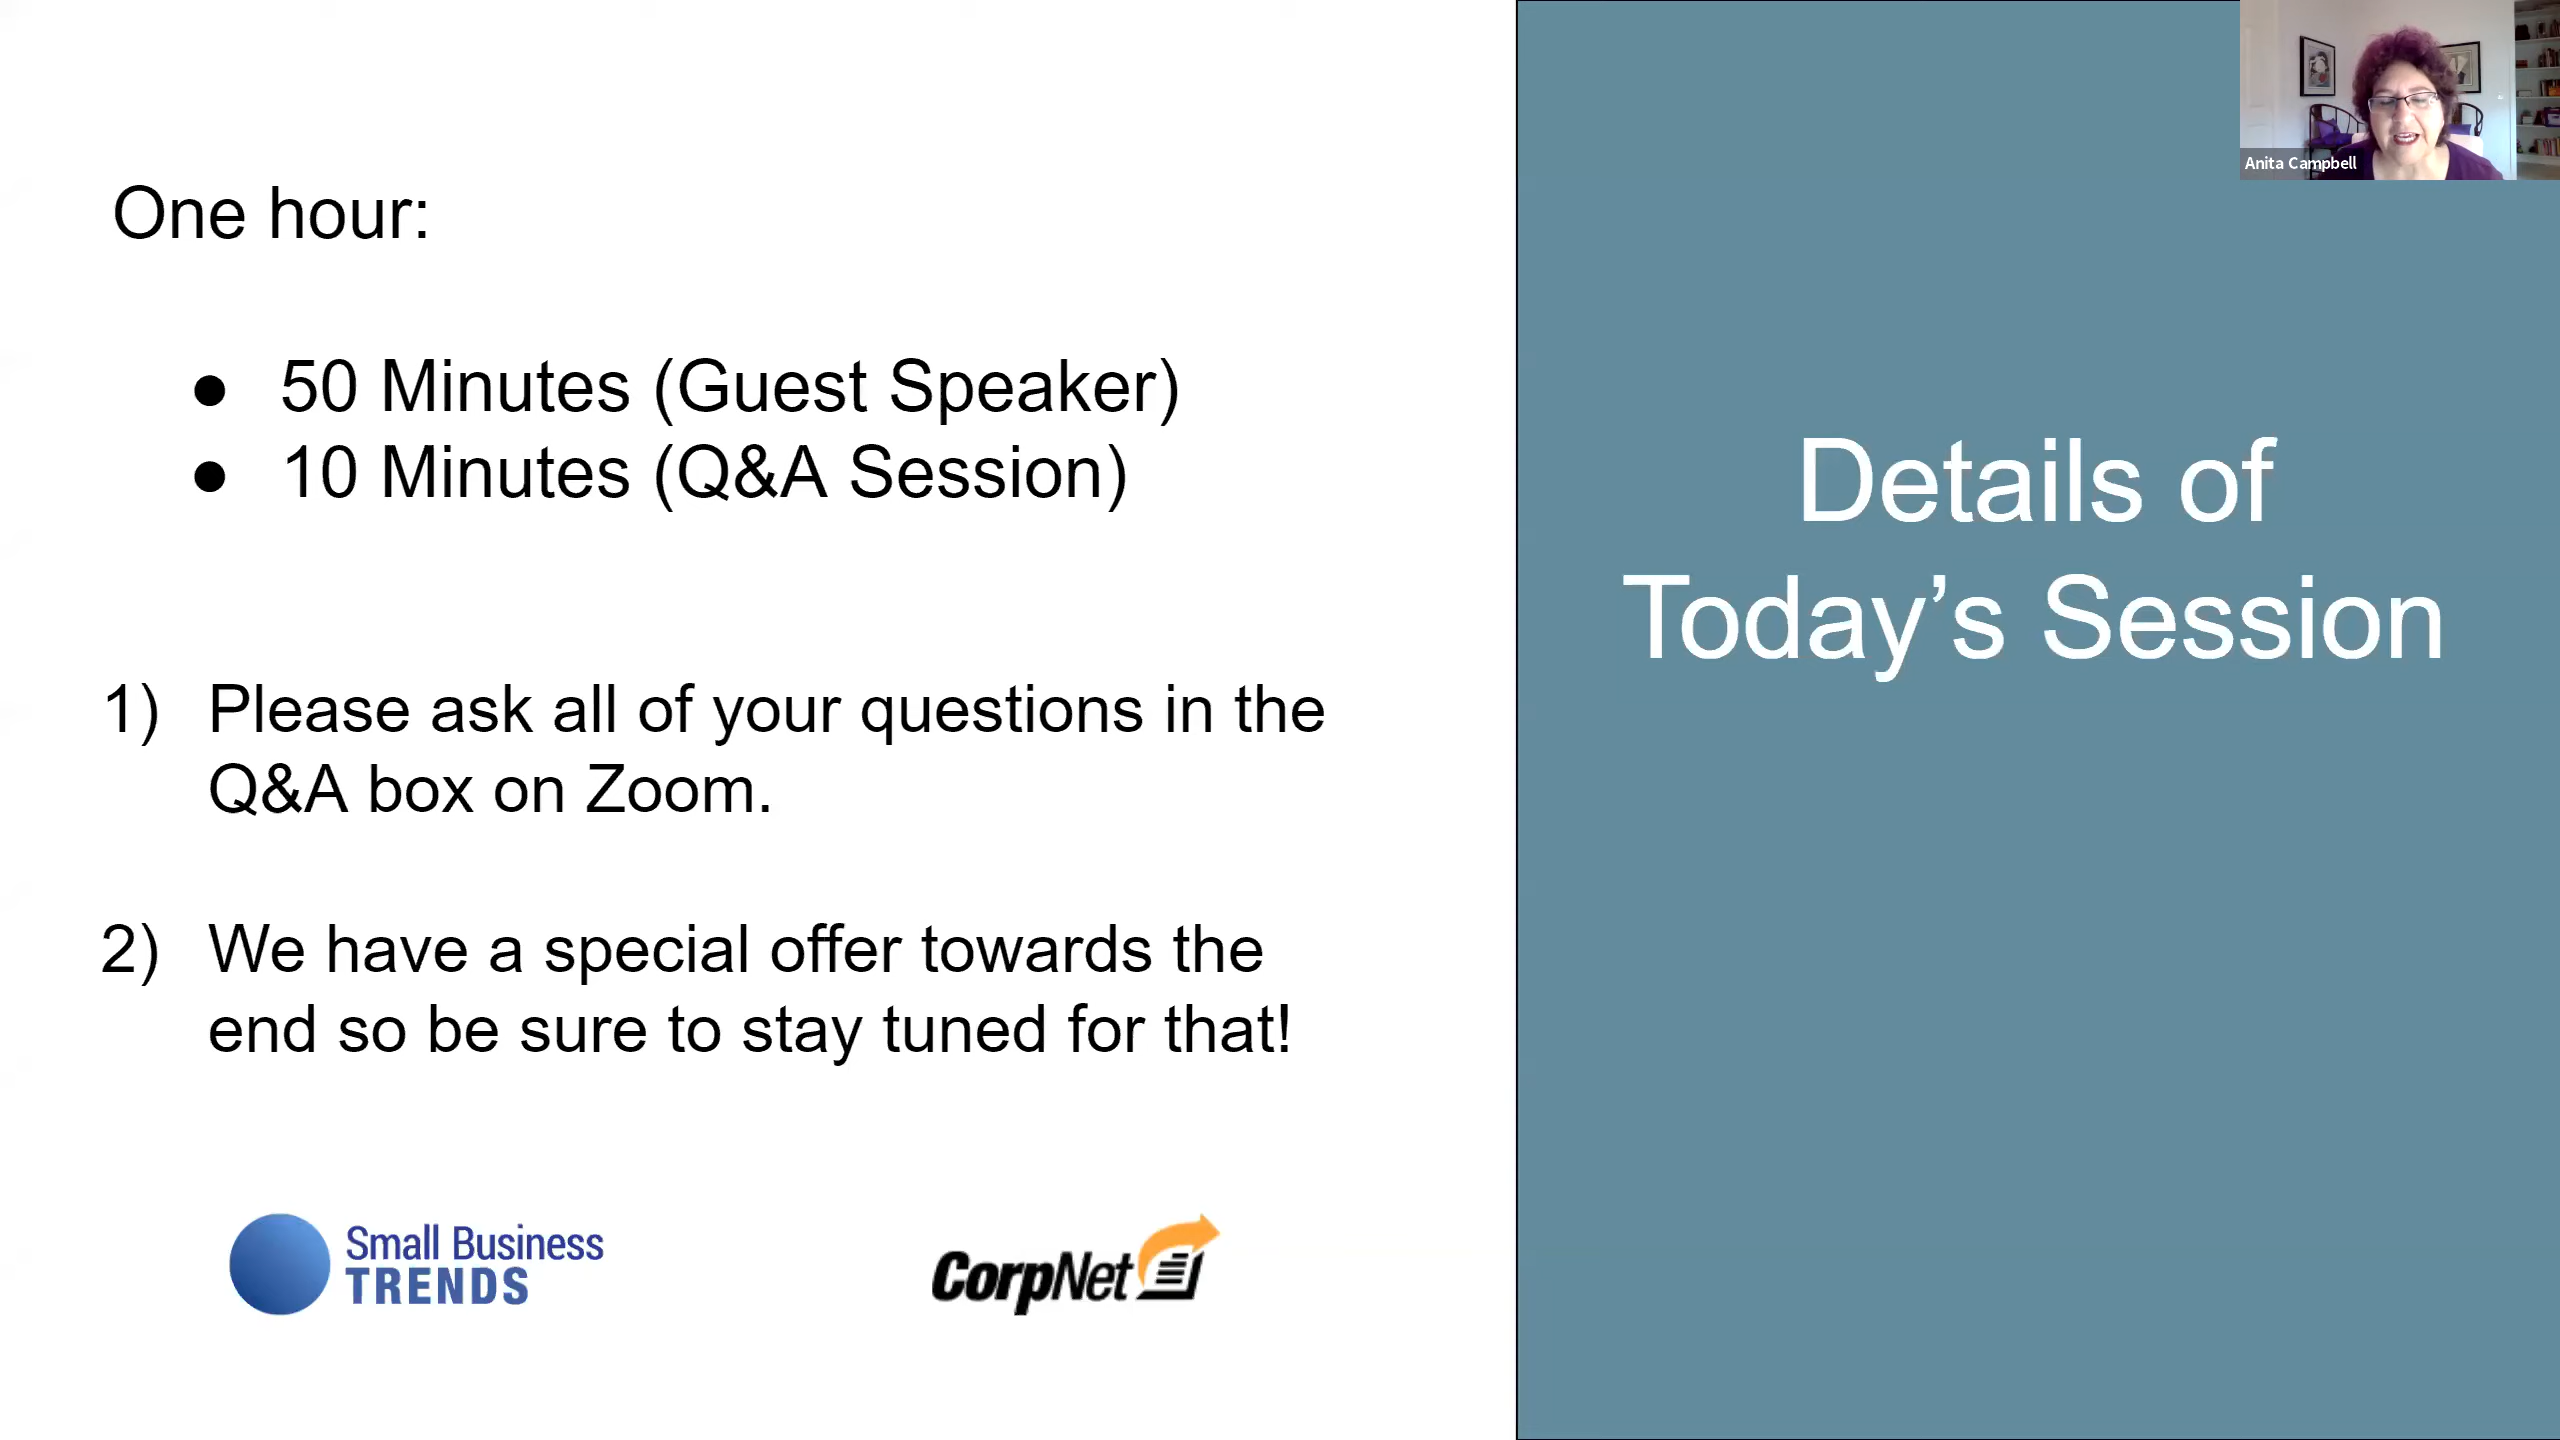 One hour:
● 50 Minutes (Guest Speaker)
● 10 Minutes (Q&A Session)
1) Please ask all of your questions in the
Q&A box on Zoom.
2) We have a special offer towards the
end so be sure to stay tuned for that!
Small Business
TRENDS
CorpNet
Details of
Today’s Session
Anita Campbell